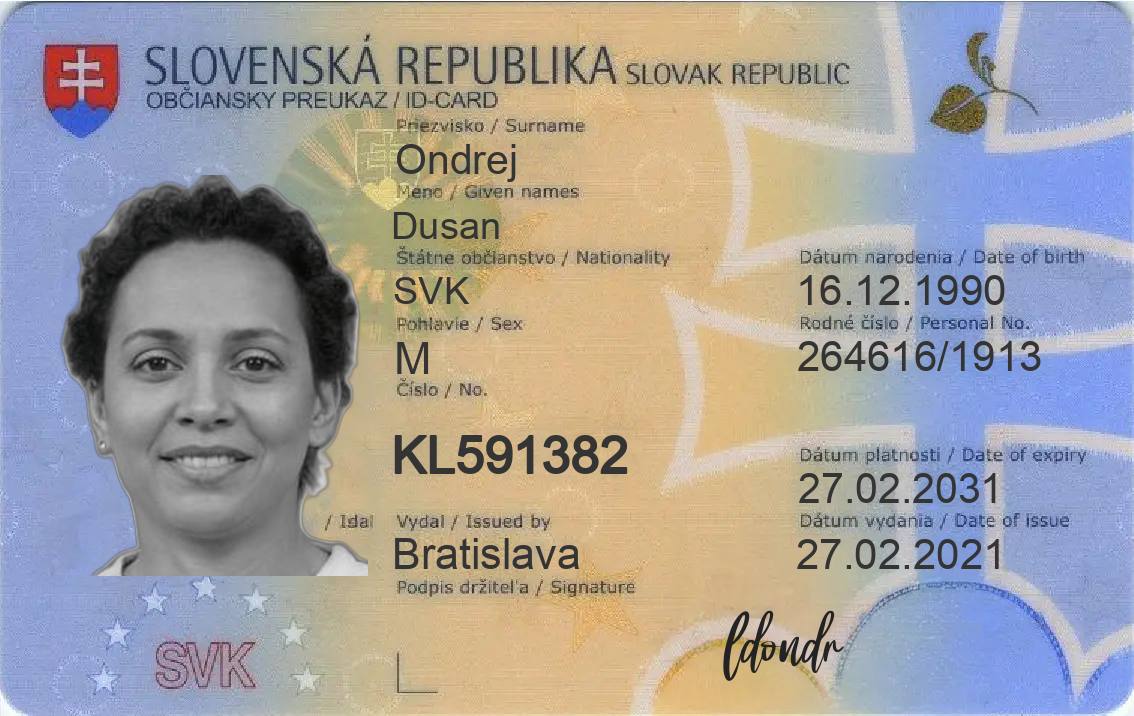 SLOVENSKÁ REPUBLIKA SLOVAK REPUBLIC
OBČIANSKY PREUKAZ / ID-CARD
Priezvisko / Surname
Ondrej
Meno / Given names
Dusan
Štátne občianstvo / Nationality
SVK
Dátum narodenia / Date of birth
16.12.1990
Pohlavie / Sex
M
Rodné číslo / Personal No.
264616/1913
Číslo / No.
KL591382
Dátum platnosti / Date of expiry
27.02.2031
/ Idal
Vydal / Issued by
Bratislava
Dátum vydania / Date of issue
27.02.2021
Podpis držiteľa / Signature
ldondr
SVK